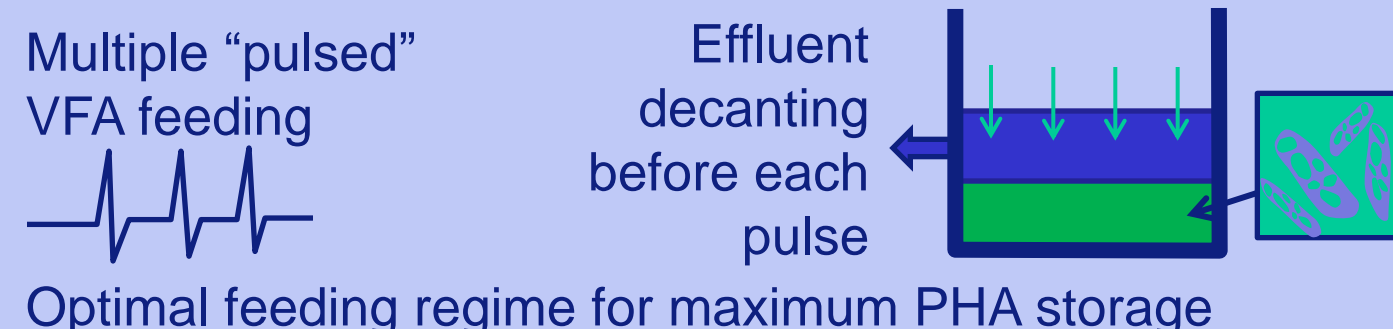 Multiple “pulsed”
VFA feeding
Effluent
decanting
before each
pulse
Optimal feeding regime for maximum PHA storage